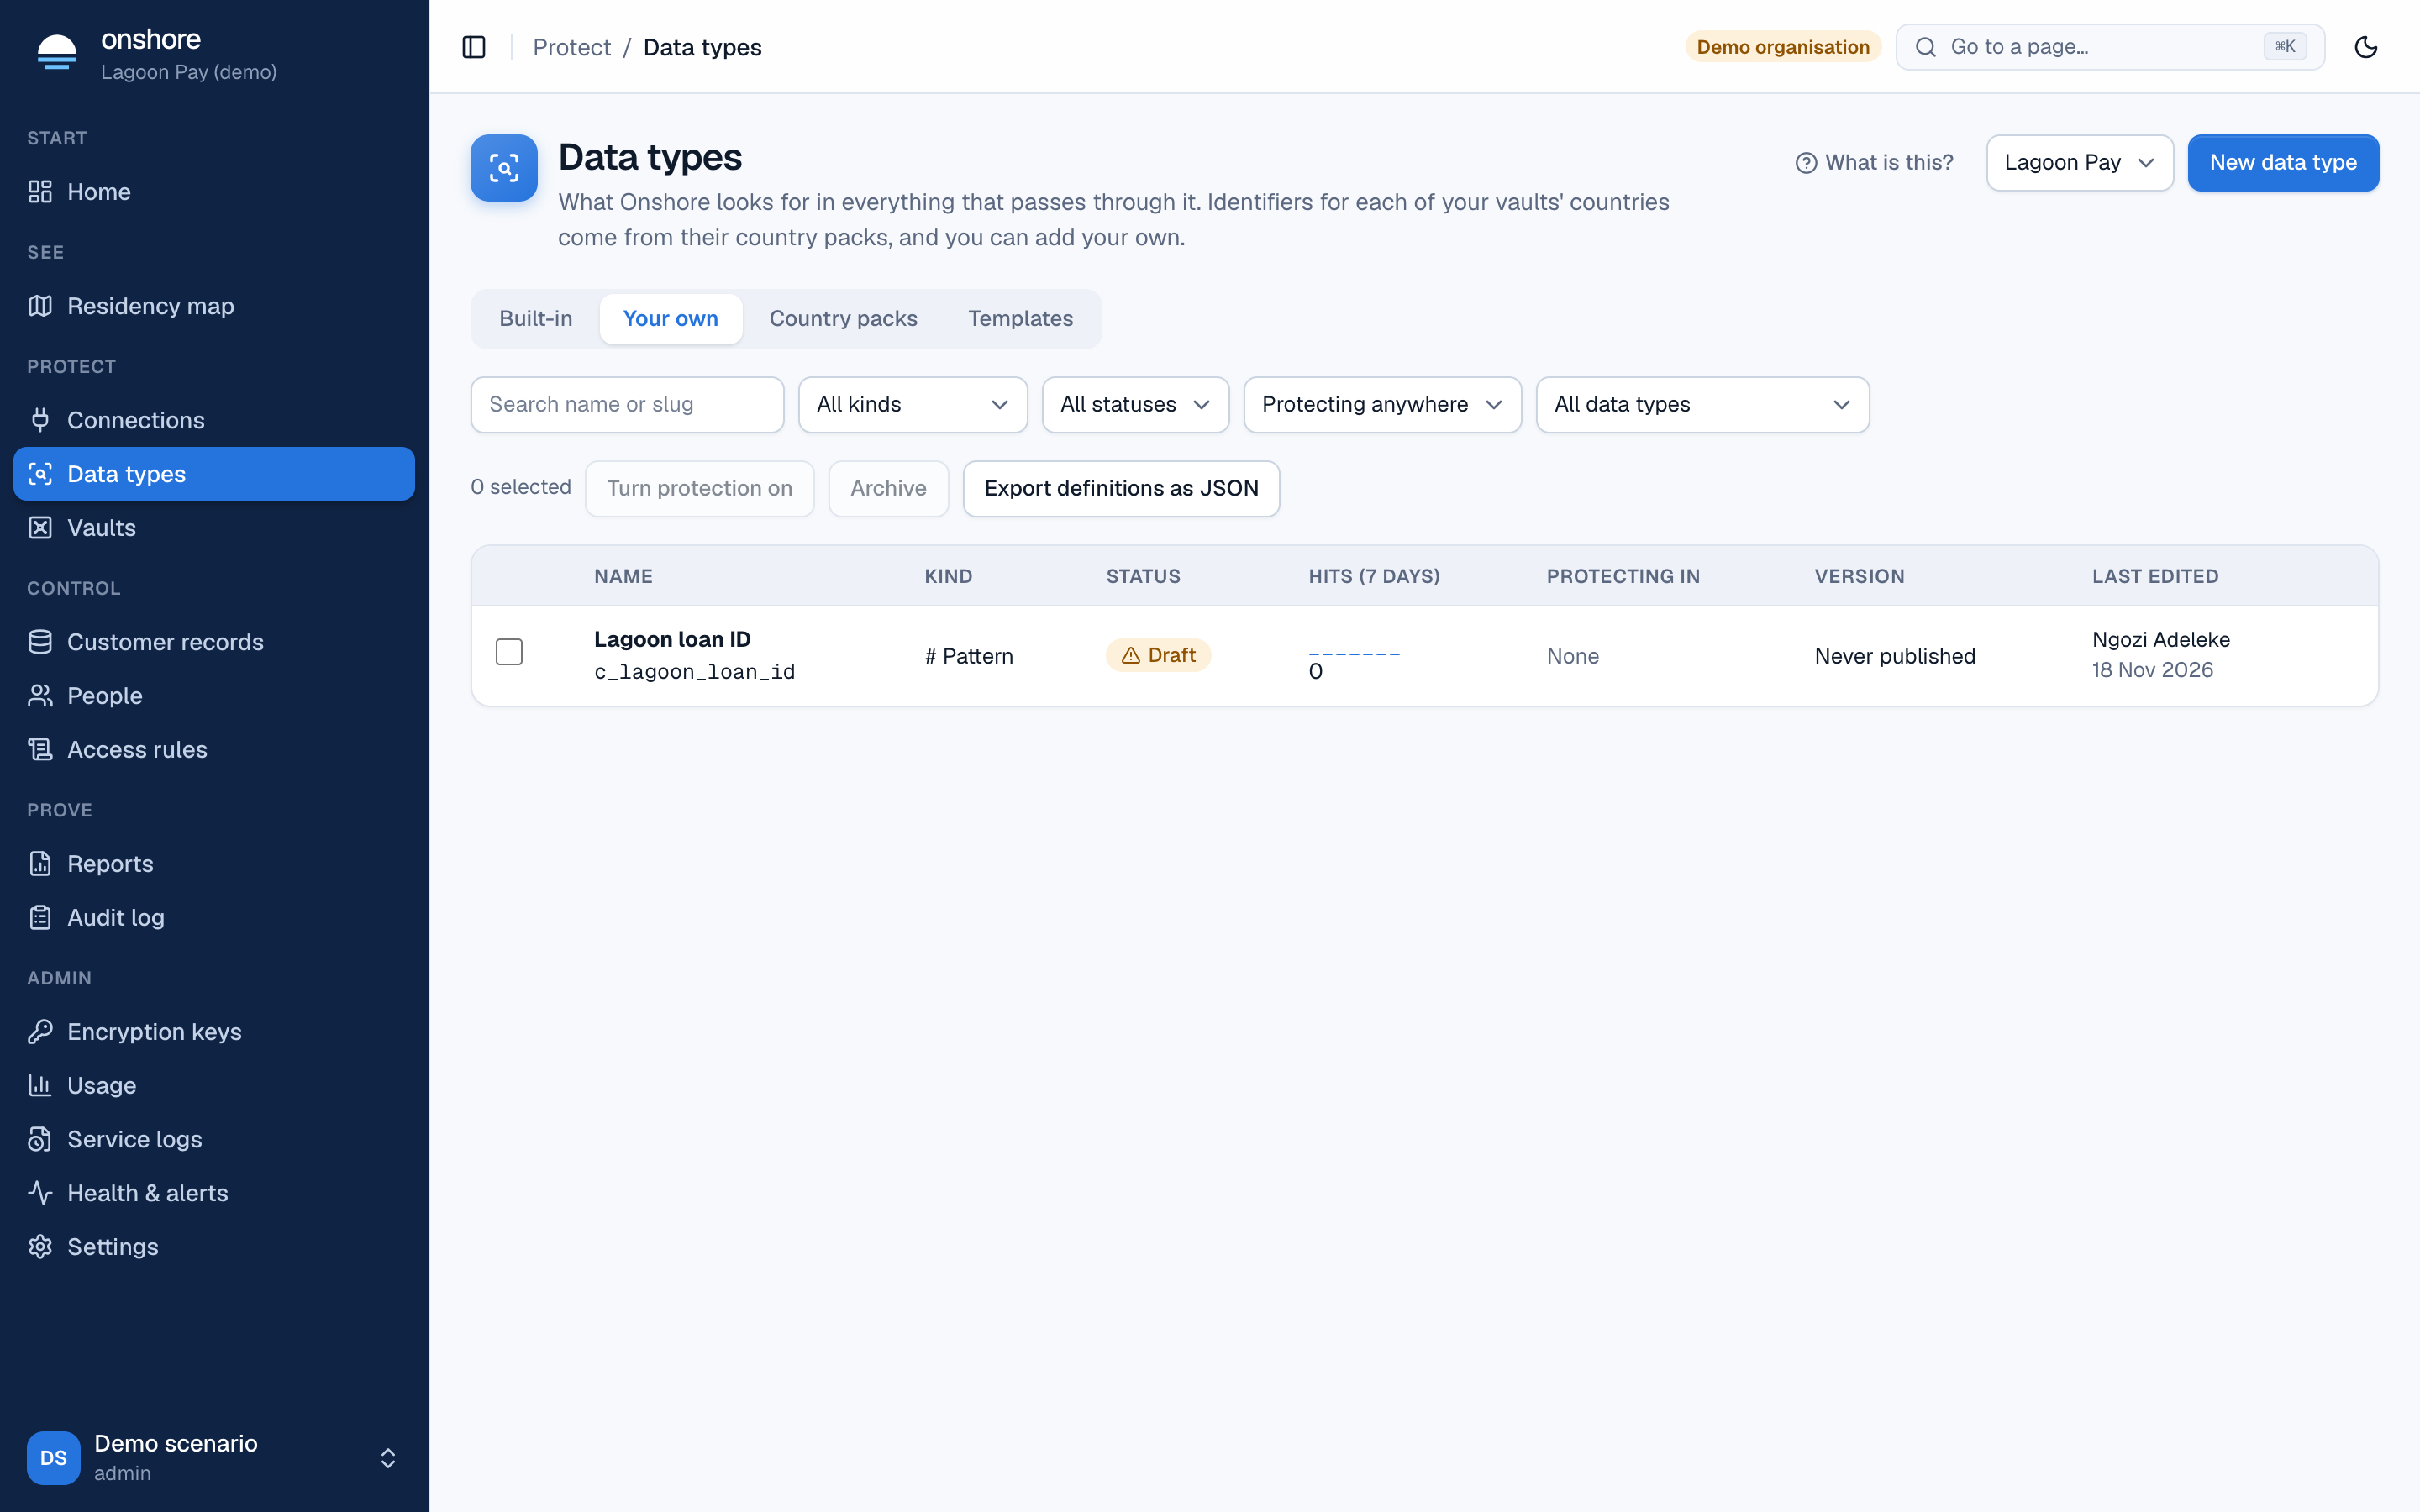 onshore
Lagoon Pay (demo)
START
Home
SEE
Residency map
PROTECT
Connections
Data types
Vaults
CONTROL
Customer records
People
Access rules
PROVE
Reports
Audit log
ADMIN
Encryption keys
Usage
Service logs
Health & alerts
Settings
DS
Demo scenario
admin
Protect / Data types
Demo organisation
Go to a page...
⌘K
Data types
What Onshore looks for in everything that passes through it. Identifiers for each of your vaults' countries
come from their country packs, and you can add your own.
What is this?
Lagoon Pay
New data type
Built-in
Your own
Country packs
Templates
Search name or slug
All kinds
All statuses
Protecting anywhere
All data types
0 selected
Turn protection on
Archive
Export definitions as JSON
NAME
KIND
STATUS
HITS (7 DAYS)
PROTECTING IN
VERSION
LAST EDITED
Lagoon loan ID
c_lagoon_loan_id
# Pattern
Draft
0
None
Never published
Ngozi Adeleke
18 Nov 2026